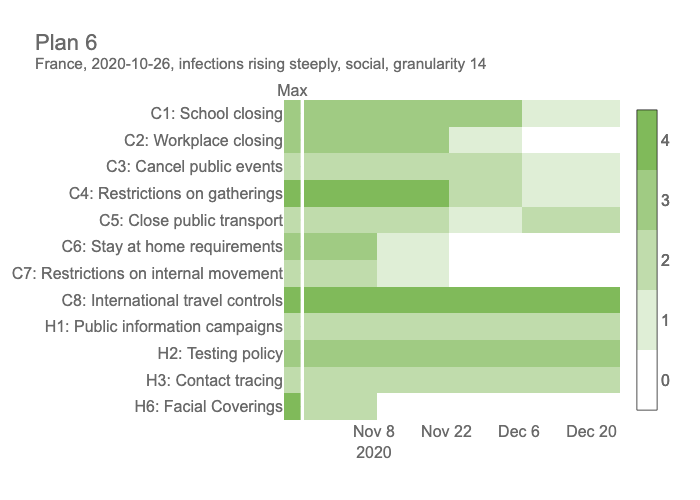 Plan 6
France, 2020-10-26, infections rising steeply, social, granularity 14
Max
C1: School closing
C2: Workplace closing
C3: Cancel public events
C4: Restrictions on gatherings
C5: Close public transport
C6: Stay at home requirements
C7: Restrictions on internal movement
C8: International travel controls
H1: Public information campaigns
H2: Testing policy
H3: Contact tracing
H6: Facial Coverings
Nov 8 Nov 22 Dec 6 Dec 20
2020
4
3
2
1
0